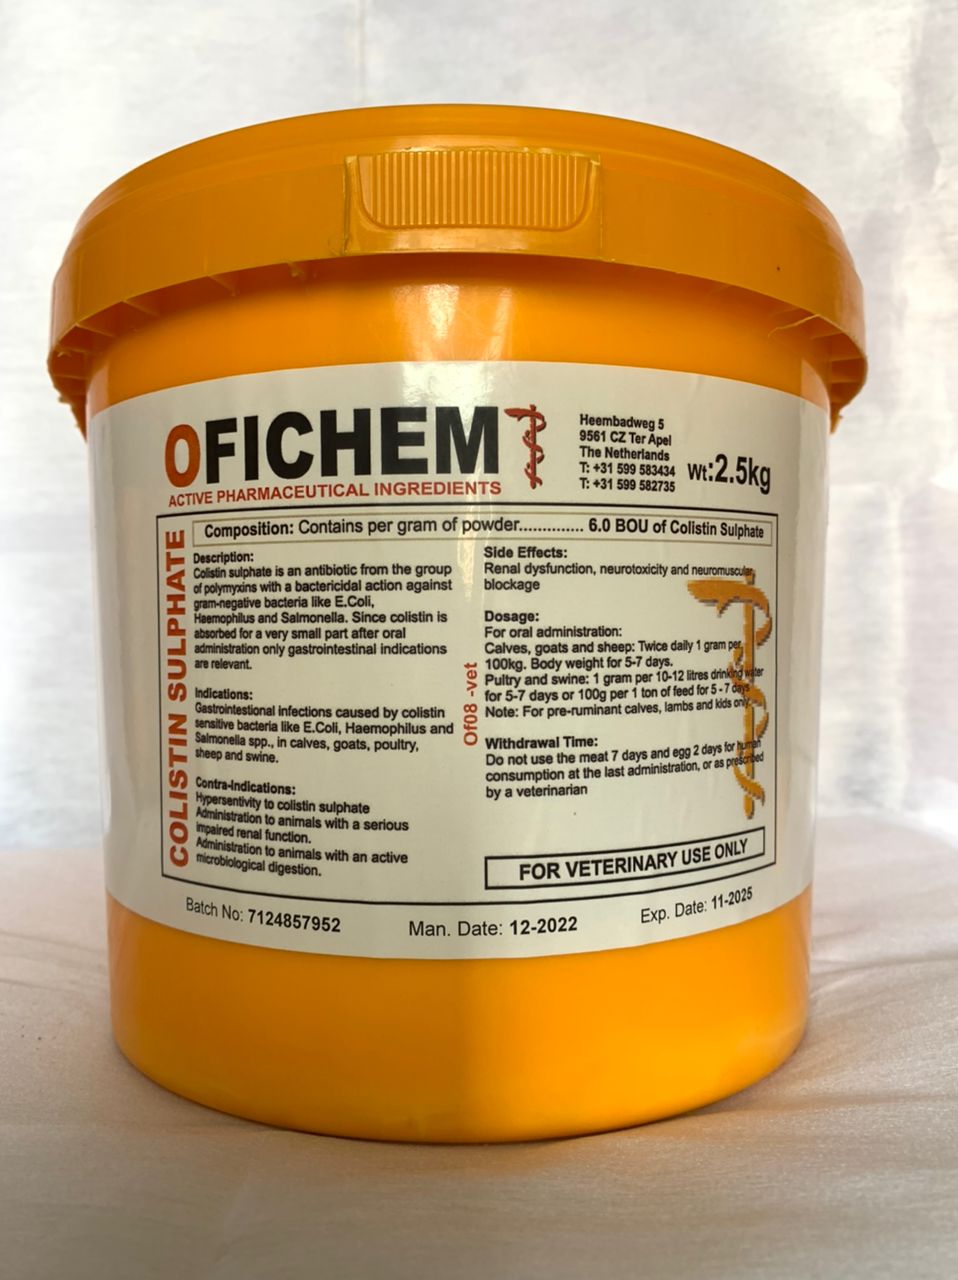 OFICHEM
ACTIVE PHARMACEUTICAL INGREDIENTS
Heembadweg 5
9561 CZ Ter Apel
The Netherlands
T: +31 599 583434
T: +31 599 582735
Wt:2.5kg
COLISTIN SULPHATE
Composition: Contains per gram of powder.............. 6.0 BOU of Colistin Sulphate
Description:
Colistin sulphate is an antibiotic from the group
of polymyxins with a bactericidal action against
gram-negative bacteria like E.Coli,
Haemophilus and Salmonella. Since colistin is
absorbed for a very small part after oral
administration only gastrointestinal indications
are relevant.
Indications:
Gastrointestional infections caused by colistin
sensitive bacteria like E.Coli, Haemophilus and
Salmonella spp., in calves, goats, poultry,
sheep and swine.
Contra-Indications:
Hypersentivity to colistin sulphate
Administration to animals with a serious
impaired renal function.
Administration to animals with an active
microbiological digestion.
Of08 -vet
Side Effects:
Renal dysfunction, neurotoxicity and neuromuscular
blockage
Dosage:
For oral administration:
Calves, goats and sheep: Twice daily 1 gram per
100kg. Body weight for 5-7 days.
Pultry and swine: 1 gram per 10-12 litres drinking water
for 5-7 days or 100g per 1 ton of feed for 5 - 7 days
Note: For pre-ruminant calves, lambs and kids only.
Withdrawal Time:
Do not use the meat 7 days and egg 2 days for human
consumption at the last administration, or as prescribed
by a veterinarian
FOR VETERINARY USE ONLY
Batch No: 7124857952
Man. Date: 12-2022
Exp. Date: 11-2025